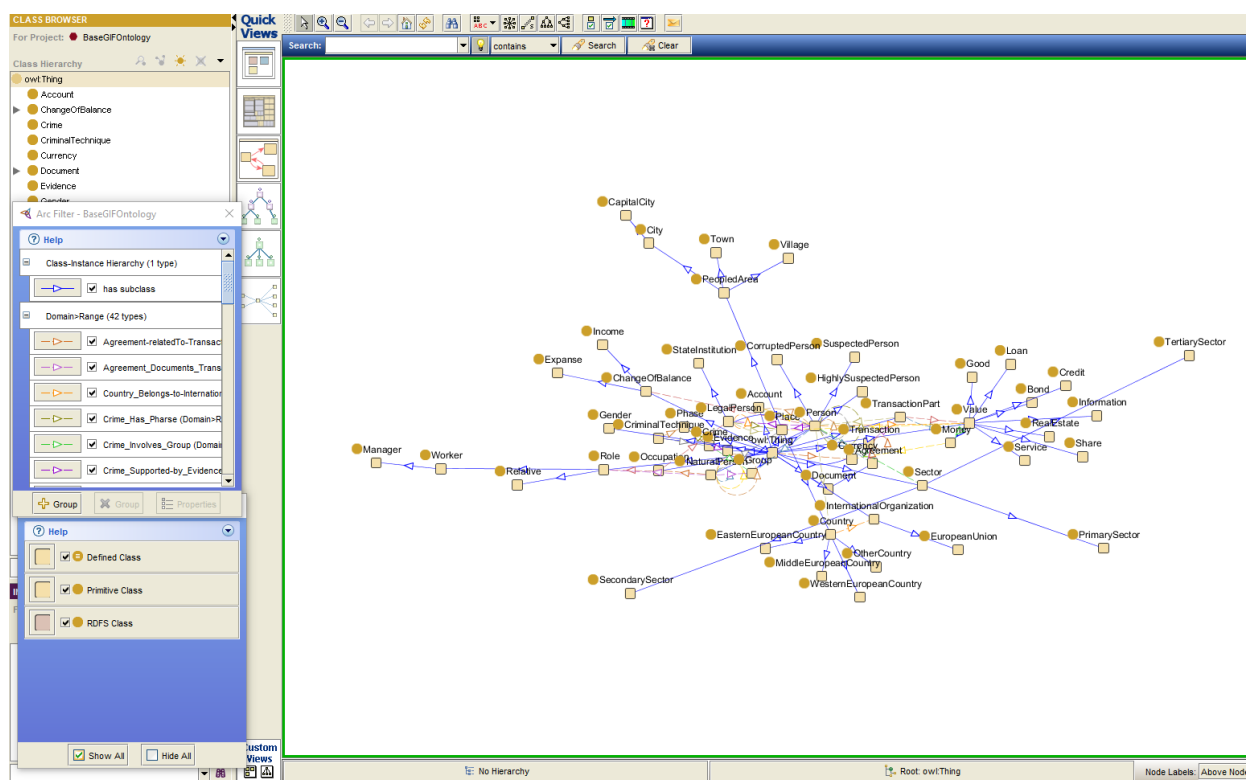 CLASS BROWSER
For Project: BaseGIFOntology
Class Hierarchy
owl:Thing
Account
ChangeOfBalance
Crime
CriminalTechnique
Currency
Document
Evidence
Gender
Arc Filter - BaseGIFOntology
Help
Class-Instance Hierarchy (1 type)
has subclass
Domain>Range (42 types)
Agreement-relatedTo-Transact
Agreement_Documents_Trans
Country_Belongs-to-Internation
Crime_Has_Pharse (Domain>R
Crime_Involves_Group (Domai
Crime_Supported-by_Evidence
Group
Group
Properties
Help
Defined Class
Primitive Class
RDFS Class
Show All
Hide All
Quick
Views
Custom
Views
ABC
Search:
contains
Search
Clear
CapitalCity
City
Town
Village
PeopledArea
Income
Expanse
StateInstitution
CorruptedPerson
SuspectedPerson
TertiarySector
Loan
Good
Credit
ChangeOfBalance
HighlySuspectedPerson
Bond
Account
Information
Gender
Phase
LegalPerson
Place
Person
TransactionPart
Value
CriminalTechnique
Crime
Evidence
owl:Thing
Transaction
Money
RealEstate
Manager
Worker
Role
Occupation
NaturalPerson
Group
Currency
Agreement
Service
Share
Relative
Document
Sector
InternationalOrganization
Country
EasternEuropeanCountry
EuropeanUnion
PrimarySector
OtherCountry
MiddleEuropeanCountry
SecondarySector
WesternEuropeanCountry
No Hierarchy
Root: owl:Thing
Node Labels: Above Node